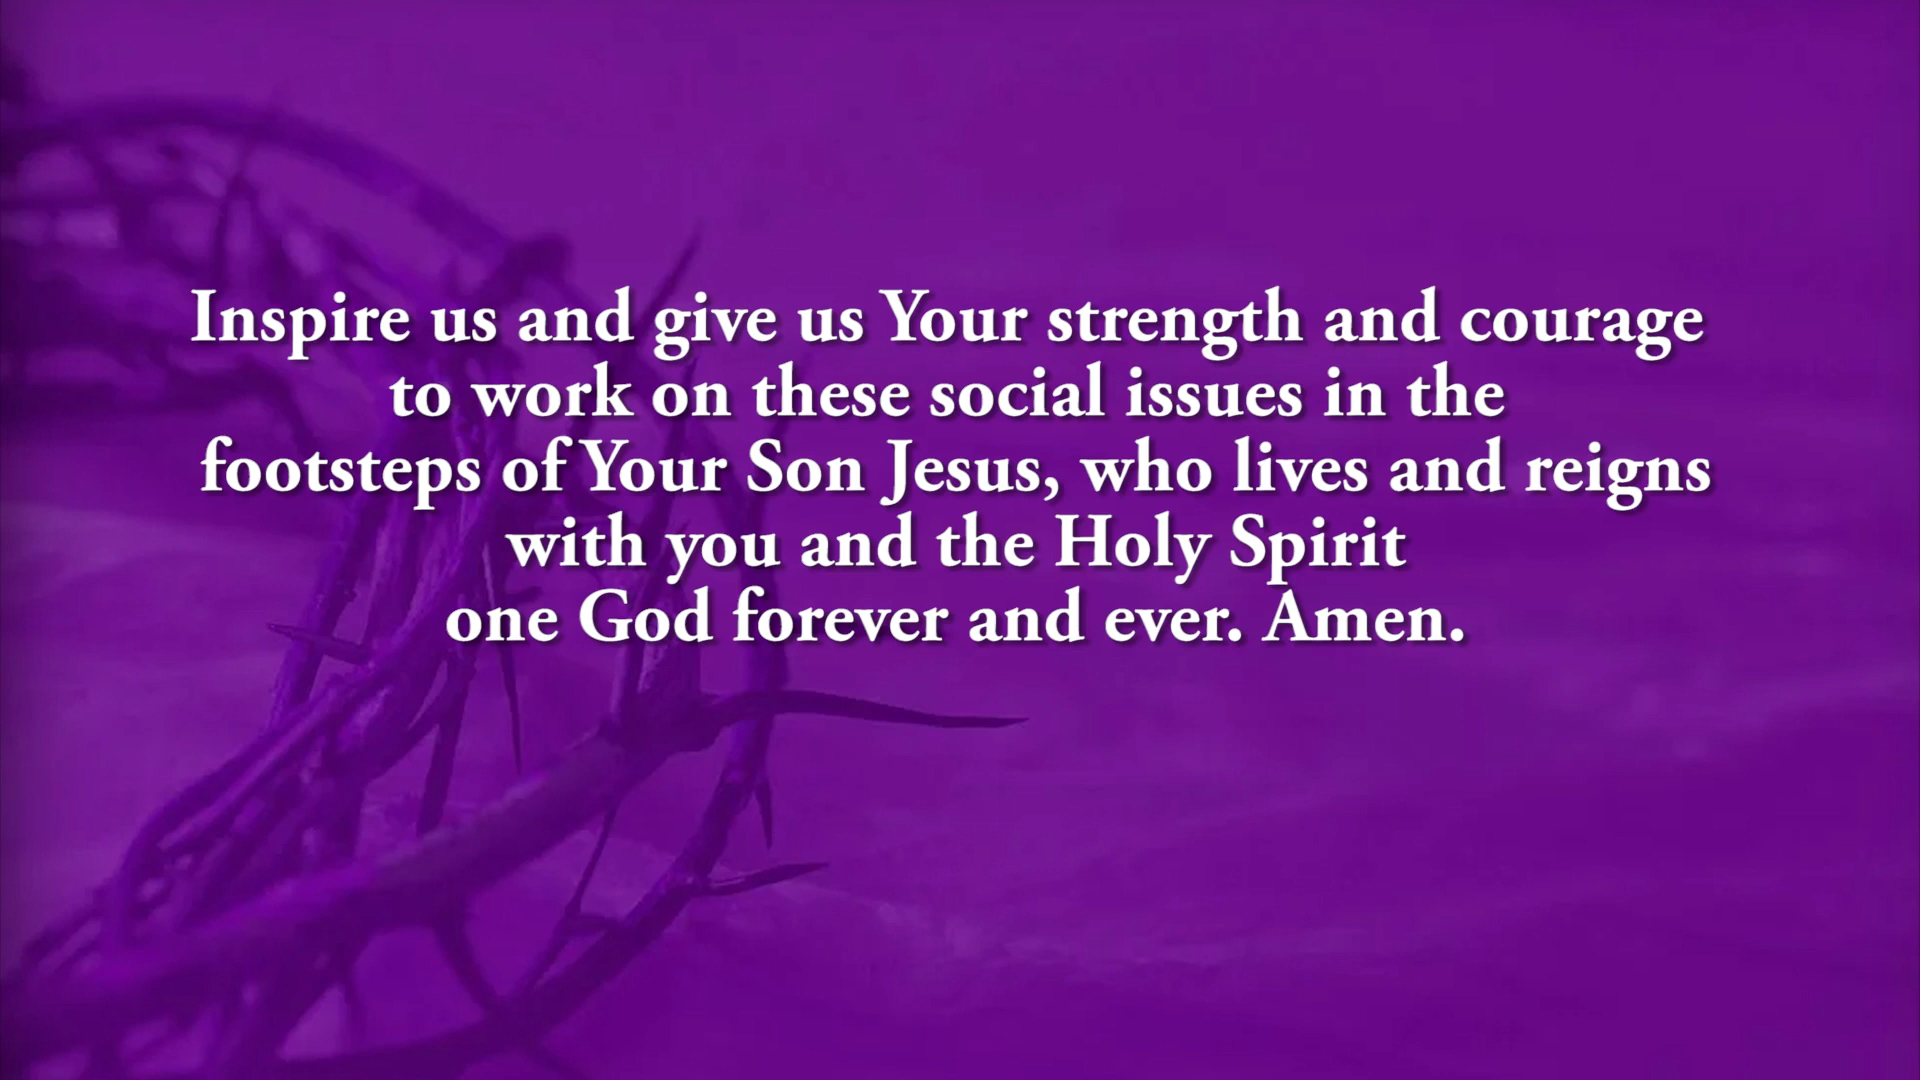 Inspire us and give us Your strength and courage
to work on these social issues in the
footsteps of Your Son Jesus, who lives and reigns
with you and the Holy Spirit
one God forever and ever. Amen.